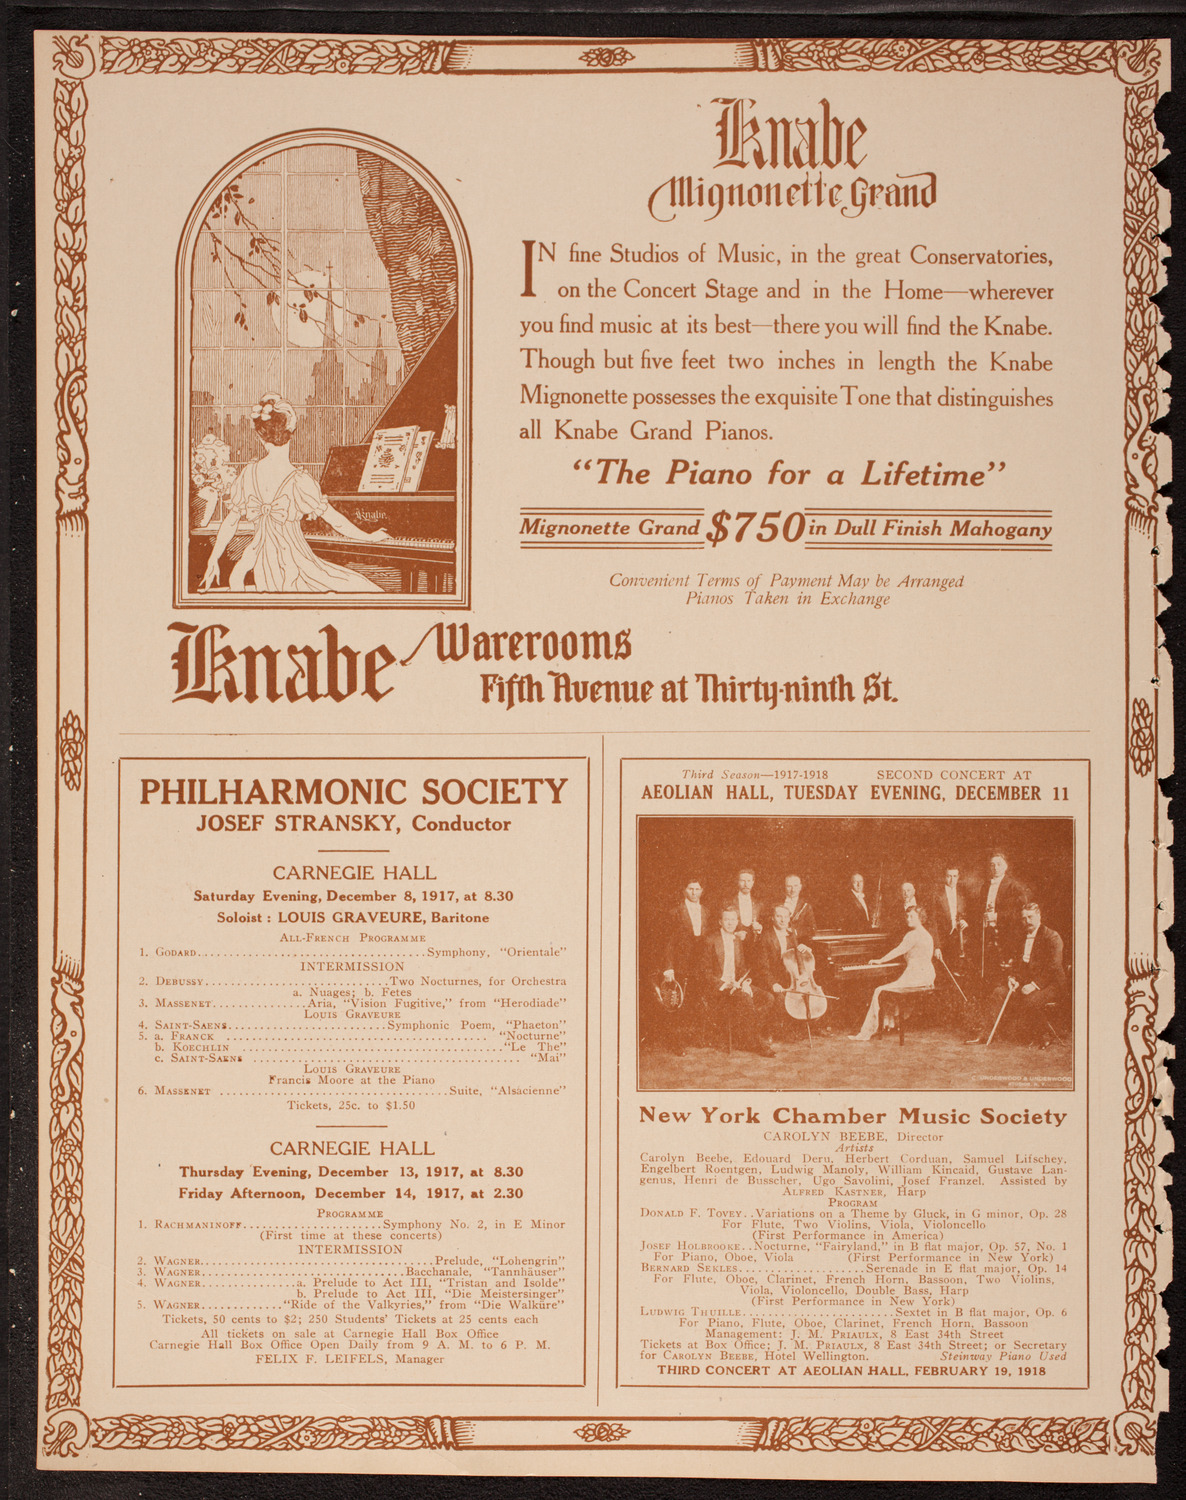 Knabe
Mignonette Grand
IN fine Studios of Music, in the great Conservatories,
on the Concert Stage and in the Home—wherever
you find music at its best—there you will find the Knabe.
Though but five feet two inches in length the Knabe
Mignonette possesses the exquisite Tone that distinguishes
all Knabe Grand Pianos.
"The Piano for a Lifetime"
Mignonette Grand $750 in Dull Finish Mahogany
Convenient Terms of Payment May be Arranged
Pianos Taken in Exchange
Knabe
Knabe Warerooms
Fifth Avenue at Thirty-ninth St.
PHILHARMONIC SOCIETY
JOSEF STRANSKY, Conductor
CARNEGIE HALL
Saturday Evening, December 8, 1917, at 8.30
Soloist: LOUIS GRAVEURE, Baritone
ALL-FRENCH PROGRAMME
1. GODARD....................Symphony, "Orientale"
INTERMISSION
2. DEBUSSY....................Two Nocturnes, for Orchestra
a. Nuages; b. Fetes
3. MASSENET..............Aria, "Vision Fugitive," from "Herodiade"
LOUIS GRAVEURE
4. SAINT-SAENS....................Symphonic Poem, "Phaeton"
5. a. FRANCK .................... "Nocturne"
b. KOECHLIN ...................."Le The"
c. SAINT-SAENS .................... "Mai"
LOUIS GRAVEURE
Francis Moore at the Piano
6. MASSENET ....................Suite, "Alsacienne"
Tickets, 25c. to $1.50
CARNEGIE HALL
Thursday Evening, December 13, 1917, at 8.30
Friday Afternoon, December 14, 1917, at 2.30
PROGRAMME
1. RACHMANINOFF....................Symphony No. 2, in E Minor
(First time at these concerts)
INTERMISSION
2. WAGNER....................Prelude, "Lohengrin"
3. WAGNER....................Bacchanale, "Tannhäuser"
4. WAGNER..............a. Prelude to Act III, "Tristan and Isolde"
b. Prelude to Act III, "Die Meistersinger"
5. WAGNER............"Ride of the Valkyries," from "Die Walküre"
Tickets, 50 cents to $2; 250 Students' Tickets at 25 cents each
All tickets on sale at Carnegie Hall Box Office
Carnegie Hall Box Office Open Daily from 9 A. M. to 6 P. M.
FELIX F. LEIFELS, Manager
Third Season—1917-1918 SECOND CONCERT AT
AEOLIAN HALL, TUESDAY EVENING, DECEMBER 11
C. UNDERWOOD & UNDERWOOD
New York Chamber Music Society
CAROLYN BEEBE, Director
Artists
Carolyn Beebe, Edouard Deru, Herbert Corduan, Samuel Lifschey,
Engelbert Roentgen, Ludwig Manoly, William Kincaid, Gustave Lan-
genus, Henri de Busscher, Ugo Savolini, Josef Franzel. Assisted by
ALFRED KASTNER, Harp
PROGRAM
DONALD F. TOVEY..Variations on a Theme by Gluck, in G minor, Op. 28
For Flute, Two Violins, Viola, Violoncello
(First Performance in America)
JOSEF HOLBROOKE..Nocturne, "Fairyland," in B flat major, Op. 57, No. 1
For Piano, Oboe, Viola (First Performance in New York)
BERNARD SEKLES..................Serenade in E flat major, Op. 14
For Flute, Oboe, Clarinet, French Horn, Bassoon, Two Violins,
Viola, Violoncello, Double Bass, Harp
(First Performance in New York)
LUDWIG THUILLE....................Sextet in B flat major, Op. 6
For Piano, Flute, Oboe, Clarinet, French Horn, Bassoon
Management: J. M. PRIAULX, 8 East 34th Street
Tickets at Box Office; J. M. PRIAULX, 8 East 34th Street; or Secretary
for CAROLYN BEEBE, Hotel Wellington. Steinway Piano Used
THIRD CONCERT AT AEOLIAN HALL, FEBRUARY 19, 1918